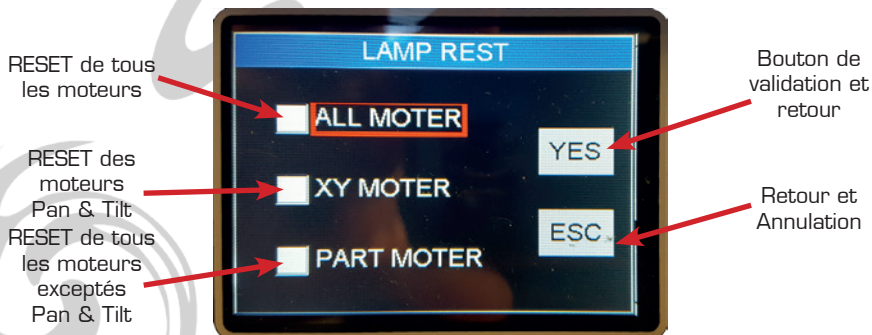 LAMP REST
RESET de tous
les moteurs
ALL MOTER
Bouton de
validation et
retour
YES
RESET des
moteurs
Pan & Tilt
XY MOTER
Retour et
Annulation
ESC
RESET de tous
les moteurs
exceptés
Pan & Tilt
PART MOTER